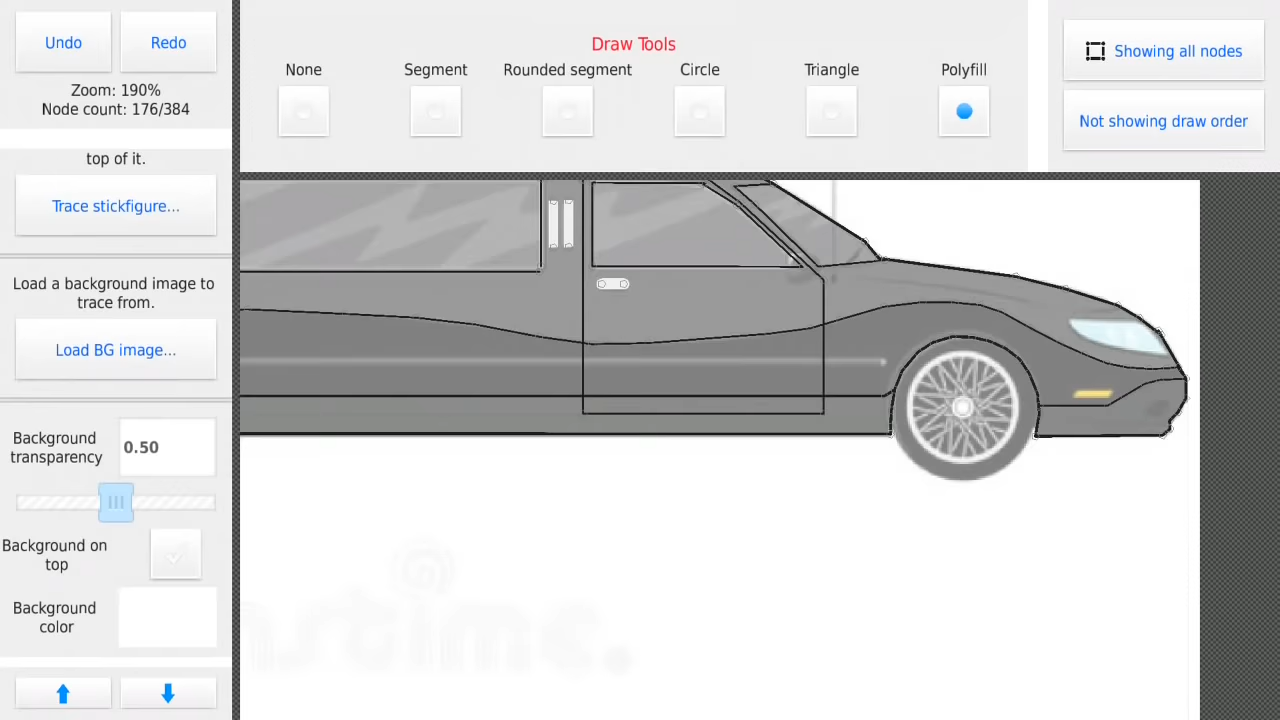 Undo
Redo
Zoom: 190%
Node count: 176/384
top of it.
Trace stickfigure...
Load a background image to
trace from.
Load BG image...
Background
transparency
0.50
Background on
top
Background
color
Draw Tools
None
Segment
Rounded segment
Circle
Triangle
Polyfill
Showing all nodes
Not showing draw order